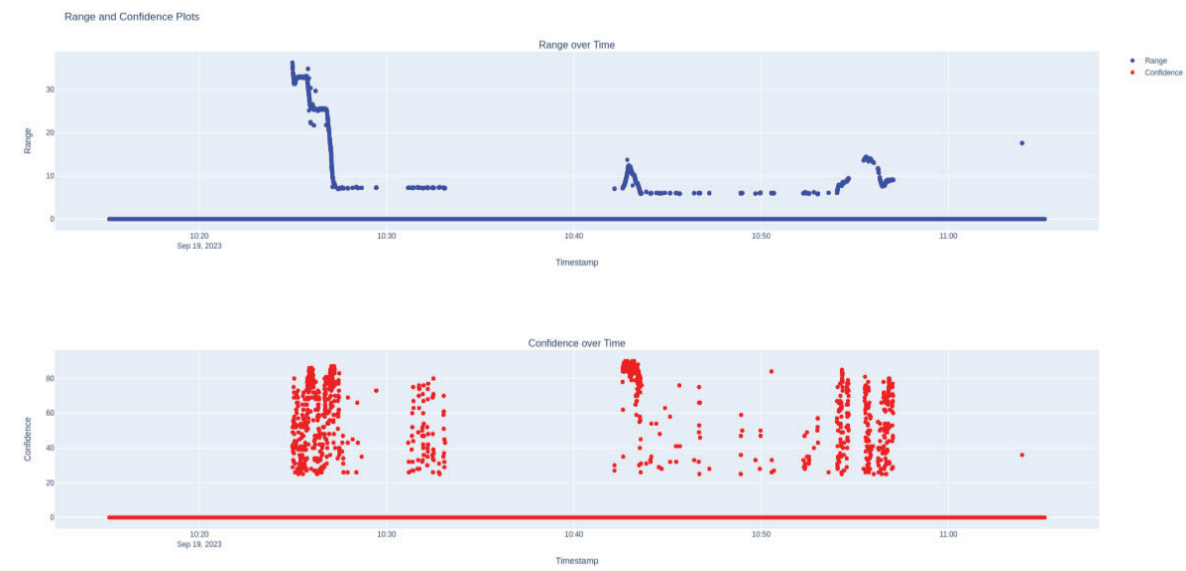 Range and Confidence Plots
Range over Time
Range
Confidence
30
20
10
0
Range
10:20
Sep 19, 2023
10:30
10:40
10:50
11:00
Timestamp
Confidence over Time
80
60
40
20
0
Confidence
10:20
Sep 19, 2023
10:30
10:40
10:50
11:00
Timestamp